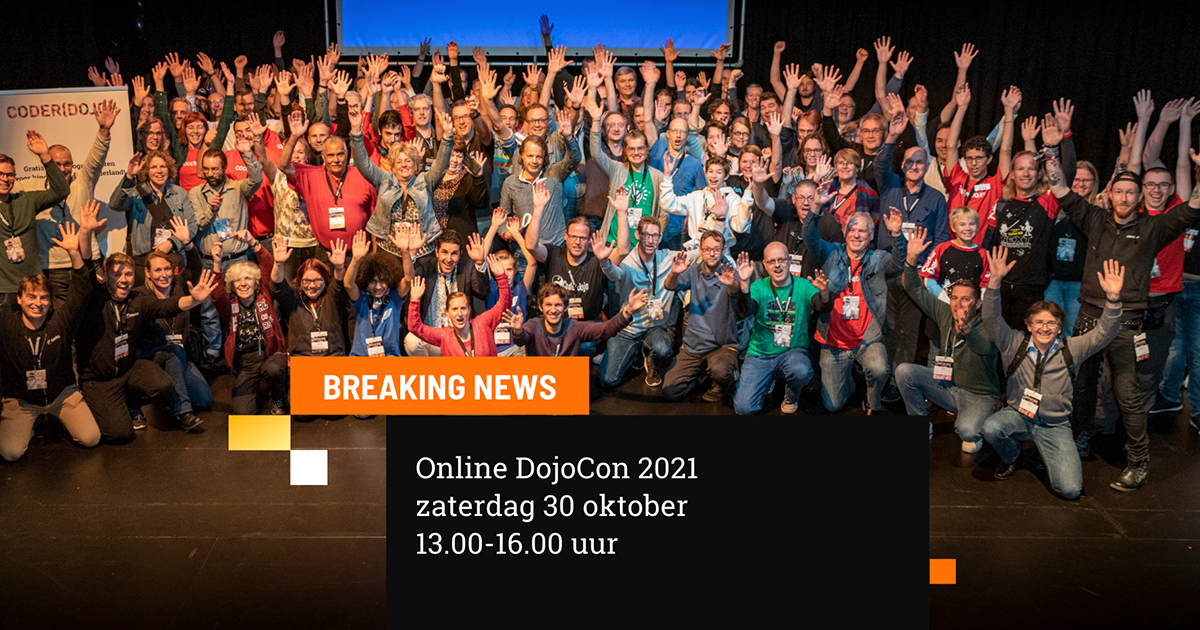 CODER{DOJO
BREAKING NEWS
Online DojoCon 2021
zaterdag 30 oktober
13.00-16.00 uur